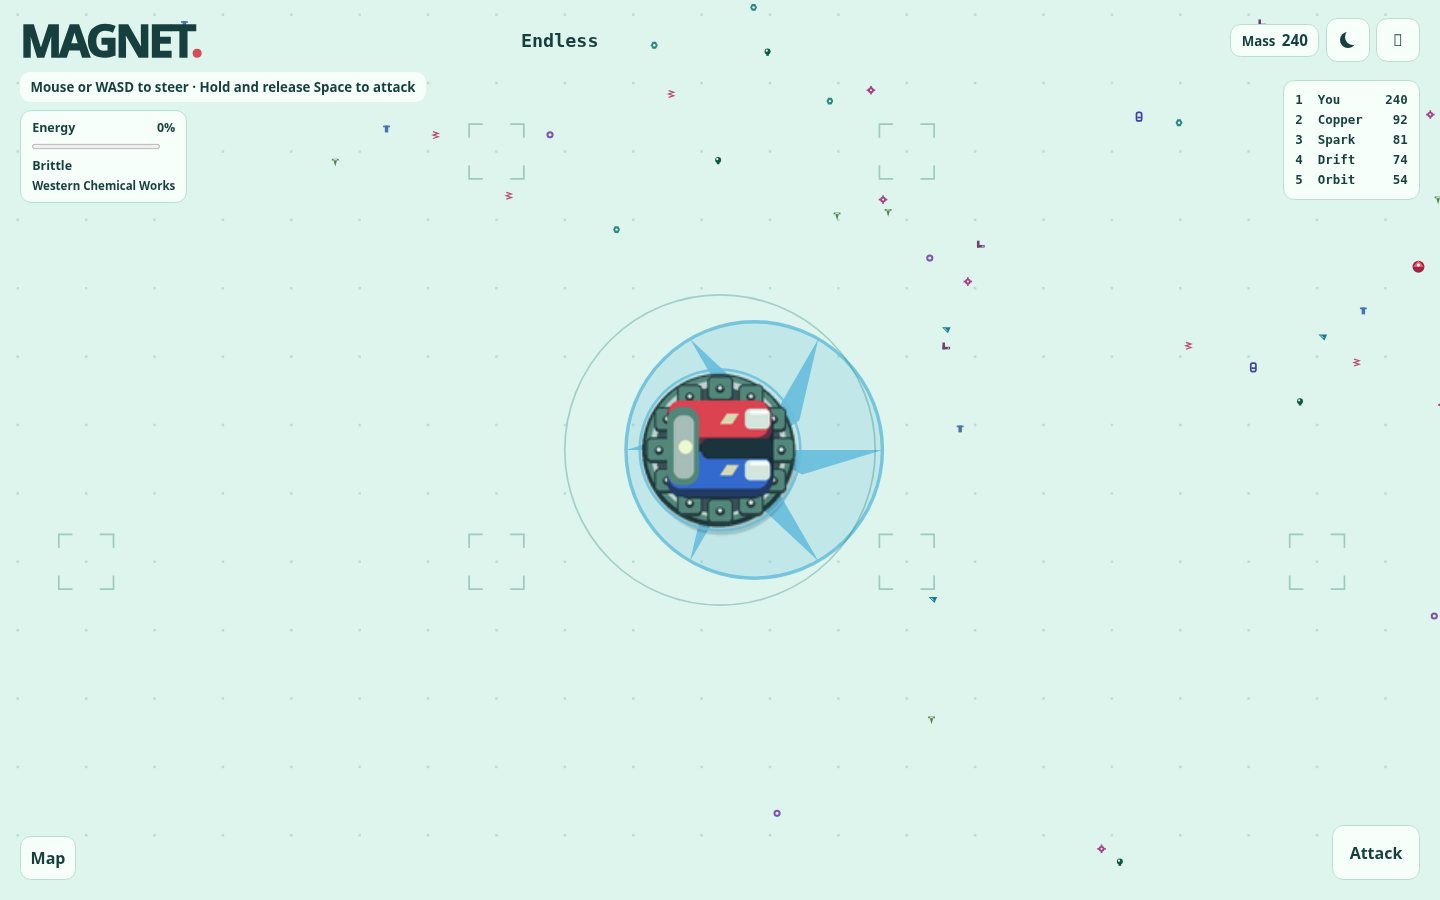 MAGNET.
Endless
Mass 240
Mouse or WASD to steer · Hold and release Space to attack
Energy 0%
Brittle
Western Chemical Works
1 You 240
2 Copper 92
3 Spark 81
4 Drift 74
5 Orbit 54
Map
Attack